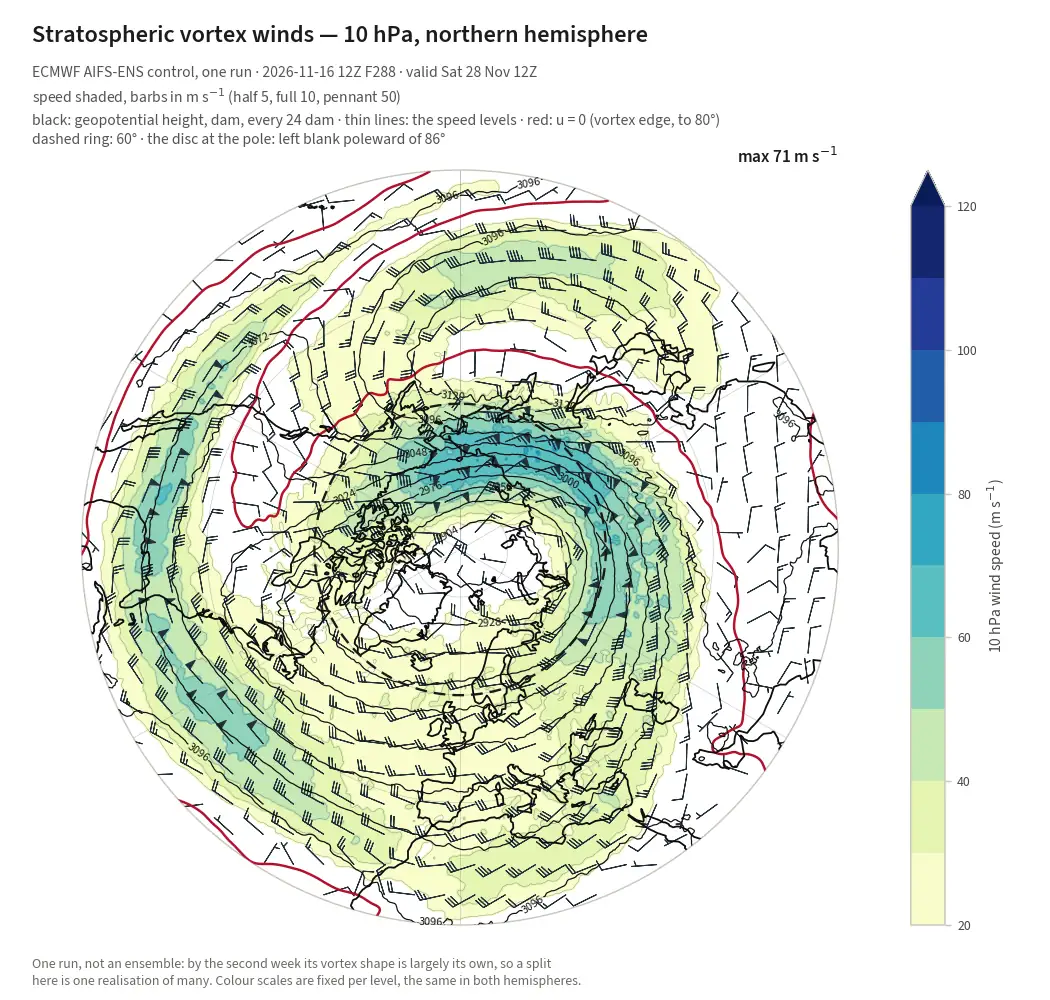 Stratospheric vortex winds — 10 hPa, northern hemisphere
ECMWF AIFS-ENS control, one run · 2026-11-16 12Z F288 · valid Sat 28 Nov 12Z
speed shaded, barbs in m s⁻¹ (half 5, full 10, pennant 50)
black: geopotential height, dam, every 24 dam · thin lines: the speed levels · red: u = 0 (vortex edge, to 80°)
dashed ring: 60° · the disc at the pole: left blank poleward of 86°
max 71 m s⁻¹
120
100
80
60
40
20
10 hPa wind speed (m s⁻¹)
3096
3096
3096
3096
3096
3048
3024
2976
3000
2928
3096
3096
3096
One run, not an ensemble: by the second week its vortex shape is largely its own, so a split
here is one realisation of many. Colour scales are fixed per level, the same in both hemispheres.